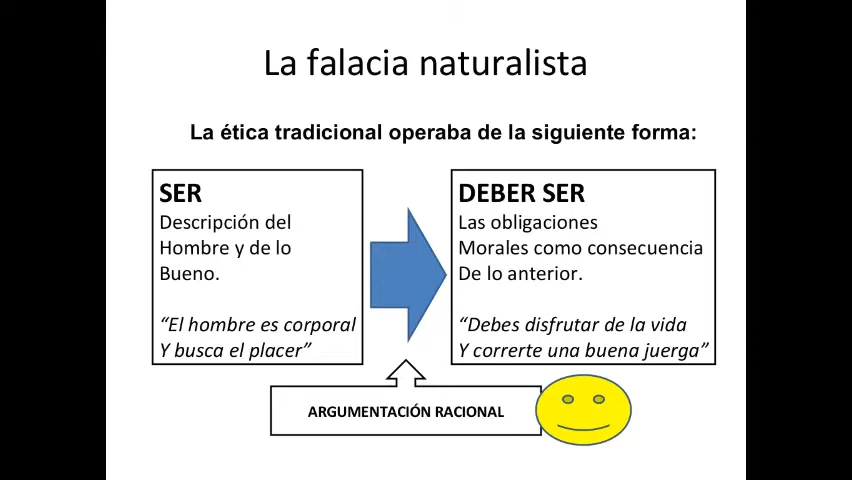 La falacia naturalista
La ética tradicional operaba de la siguiente forma:
SER
Descripción del
Hombre y de lo
Bueno.
“El hombre es corporal
Y busca el placer”
DEBER SER
Las obligaciones
Morales como consecuencia
De lo anterior.
“Debes disfrutar de la vida
Y correrte una buena juerga”
ARGUMENTACIÓN RACIONAL